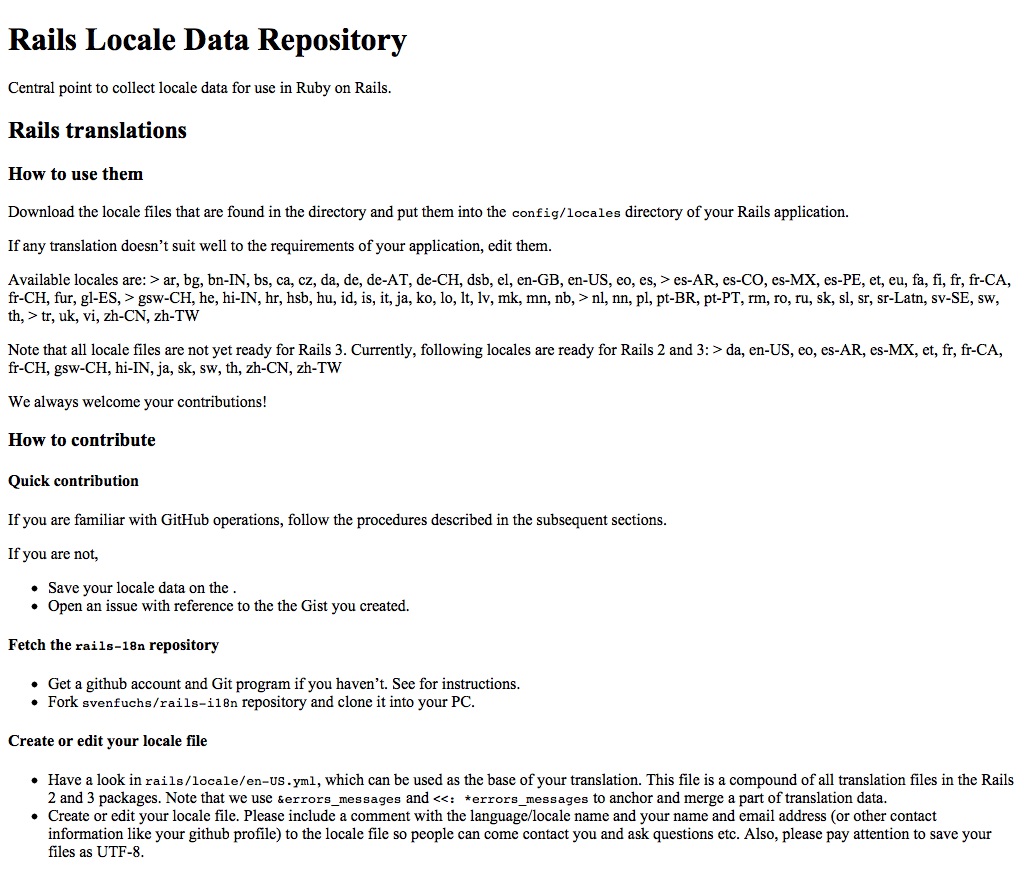 Rails Locale Data Repository
Central point to collect locale data for use in Ruby on Rails.
Rails translations
How to use them
Download the locale files that are found in the directory and put them into the config/locales directory of your Rails application.
If any translation doesn’t suit well to the requirements of your application, edit them.
Available locales are: > ar, bg, bn-IN, bs, ca, cz, da, de, de-AT, de-CH, dsb, el, en-GB, en-US, eo, es, > es-AR, es-CO, es-MX, es-PE, et, eu, fa, fi, fr, fr-CA,
fr-CH, fur, gl-ES, > gsw-CH, he, hi-IN, hr, hsb, hu, id, is, it, ja, ko, lo, lt, lv, mk, mn, nb, > nl, nn, pl, pt-BR, pt-PT, rm, ro, ru, sk, sl, sr, sr-Latn, sv-SE, sw,
th, > tr, uk, vi, zh-CN, zh-TW
Note that all locale files are not yet ready for Rails 3. Currently, following locales are ready for Rails 2 and 3: > da, en-US, eo, es-AR, es-MX, et, fr, fr-CA,
fr-CH, gsw-CH, hi-IN, ja, sk, sw, th, zh-CN, zh-TW
We always welcome your contributions!
How to contribute
Quick contribution
If you are familiar with GitHub operations, follow the procedures described in the subsequent sections.
If you are not,
• Save your locale data on the .
• Open an issue with reference to the the Gist you created.
Fetch the rails-18n repository
• Get a github account and Git program if you haven’t. See for instructions.
• Fork svenfuchs/rails-i18n repository and clone it into your PC.
Create or edit your locale file
• Have a look in rails/locale/en-US.yml, which can be used as the base of your translation. This file is a compound of all translation files in the Rails
2 and 3 packages. Note that we use &errors_messages and <<: *errors_messages to anchor and merge a part of translation data.
• Create or edit your locale file. Please include a comment with the language/locale name and your name and email address (or other contact
information like your github profile) to the locale file so people can come contact you and ask questions etc. Also, please pay attention to save your
files as UTF-8.